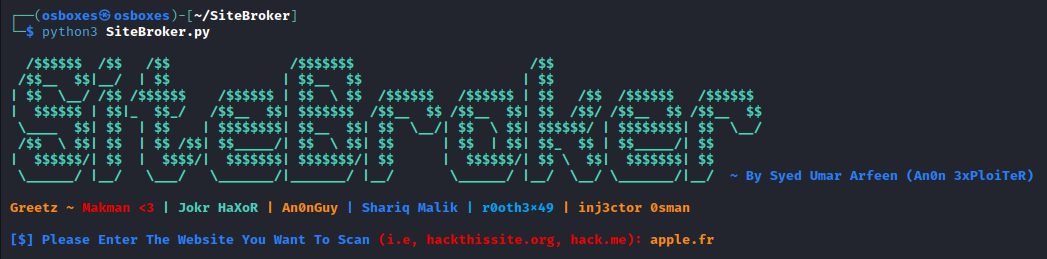 ┌──(osboxes㉿osboxes)-[~/SiteBroker]
└─$ python3 SiteBroker.py
SiteBroker
~ By Syed Umar Arfeen (An0n 3xPloiTeR)
Greetz ~ Makman <3 | Jokr HaXoR | An0nGuy | Shariq Malik | r0oth3×49 | inj3ctor 0sman
[$] Please Enter The Website You Want To Scan (i.e, hackthissite.org, hack.me): apple.fr